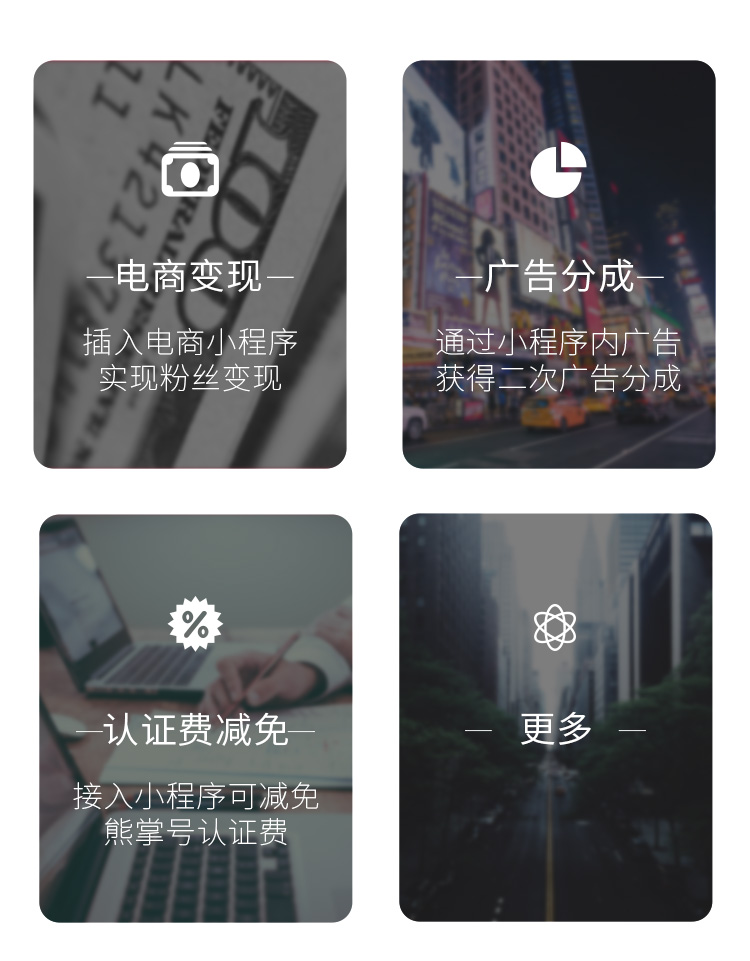 电商变现
插入电商小程序
实现粉丝变现
广告分成
通过小程序内广告
获得二次广告分成
认证费减免
接入小程序可减免
熊掌号认证费
更多